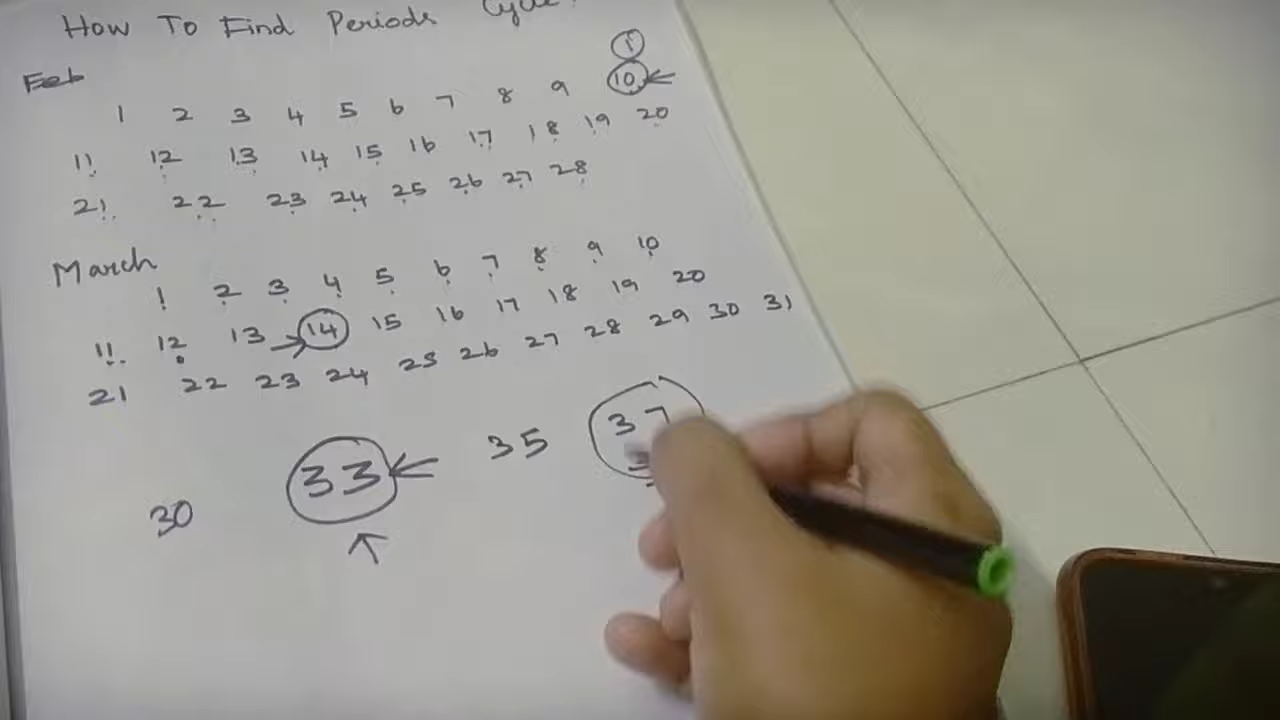 How To Find Periods Cycle
Feb
1
1 2 3 4 5 6 7 8 9 10
11 12 13 14 15 16 17 18 19 20
21 22 23 24 25 26 27 28
March
1 2 3 4 5 6 7 8 9 10
11 12 13 14 15 16 17 18 19 20
21 22 23 24 25 26 27 28 29 30 31
30 33 35 37